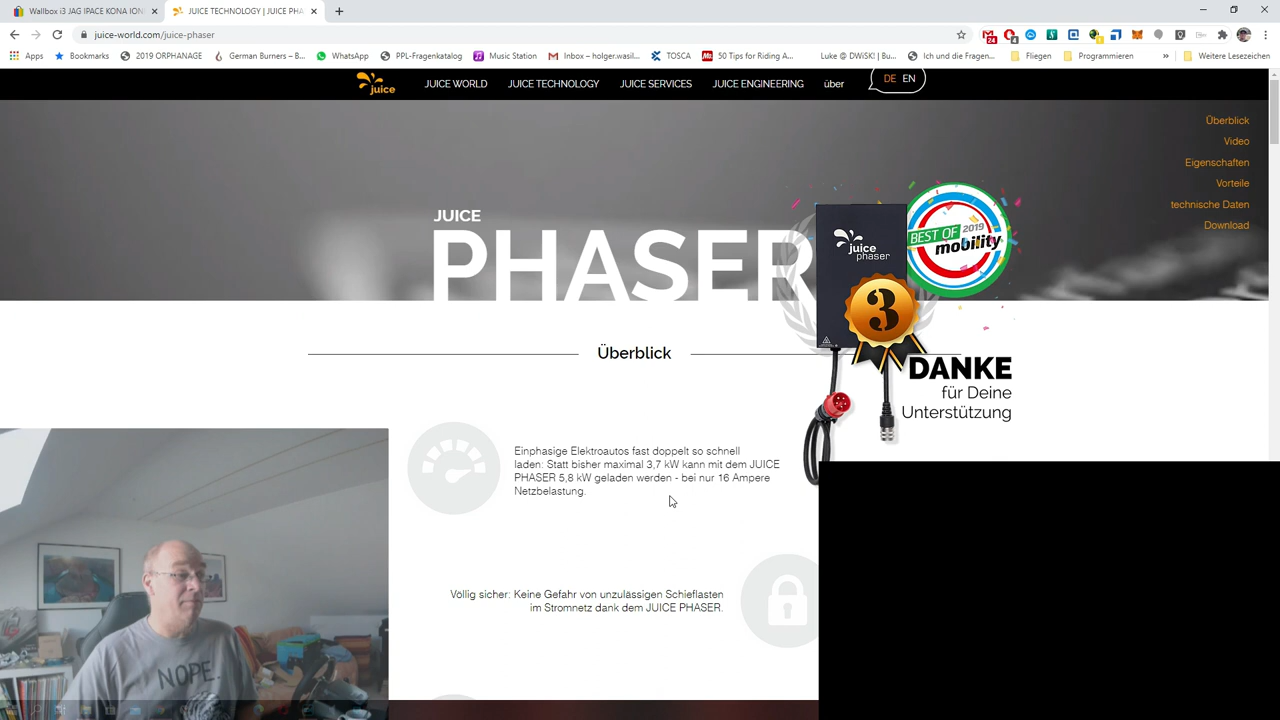 Wallbox i3 JAG IPACE KONA IONI
JUICE TECHNOLOGY | JUICE PHA
juice-world.com/juice-phaser
Apps
Bookmarks
2019 ORPHANAGE
German Burners – B...
WhatsApp
PPL-Fragenkatalog
Music Station
Inbox – holger.wasil...
TOSCA
50 Tips for Riding A...
Luke @ DWiSK! | Bu...
Ich und die Fragen...
Fliegen
Programmieren
»
Weitere Lesezeichen
juice
JUICE WORLD
JUICE TECHNOLOGY
JUICE SERVICES
JUICE ENGINEERING
über
DE EN
Überblick
Video
Eigenschaften
Vorteile
technische Daten
Download
JUICE
PHASER
juice
phaser
BEST OF 2019
mobility
3
DANKE
für Deine
Unterstützung
Überblick
Einphasige Elektroautos fast doppelt so schnell
laden: Statt bisher maximal 3,7 kW kann mit dem JUICE
PHASER 5,8 kW geladen werden - bei nur 16 Ampere
Netzbelastung.
Völlig sicher: Keine Gefahr von unzulässigen Schieflasten
im Stromnetz dank dem JUICE PHASER.
NOPE.